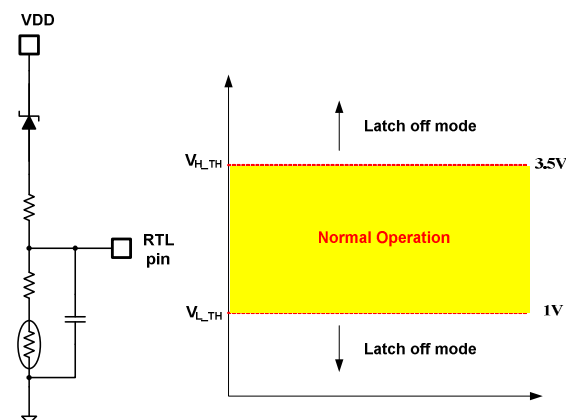 VDD
RTL
pin
Latch off mode
VH_TH
3.5V
Normal Operation
VL_TH
1V
Latch off mode